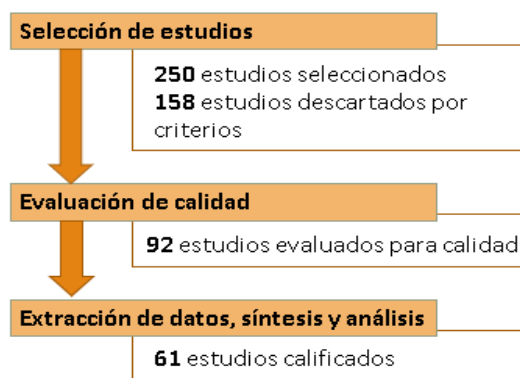 Selección de estudios
250 estudios seleccionados
158 estudios descartados por
criterios
Evaluación de calidad
92 estudios evaluados para calidad
Extracción de datos, síntesis y análisis
61 estudios calificados